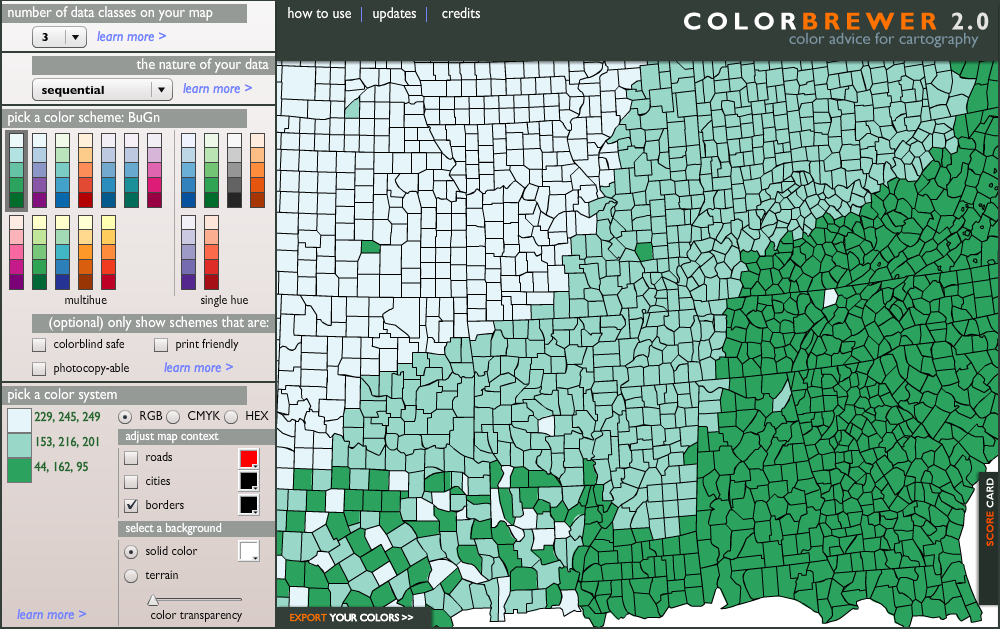 number of data classes on your map
3
learn more >
how to use
updates
credits
COLORBREWER 2.0
color advice for cartography
the nature of your data
sequential
learn more >
pick a color scheme: BuGn
multihue
single hue
(optional) only show schemes that are:
colorblind safe
print friendly
photocopy-able
learn more >
pick a color system
229, 245, 249
RGB
CMYK
HEX
153, 216, 201
44, 162, 95
adjust map context
roads
cities
borders
select a background
solid color
terrain
color transparency
learn more >
SCORE CARD
EXPORT YOUR COLORS >>